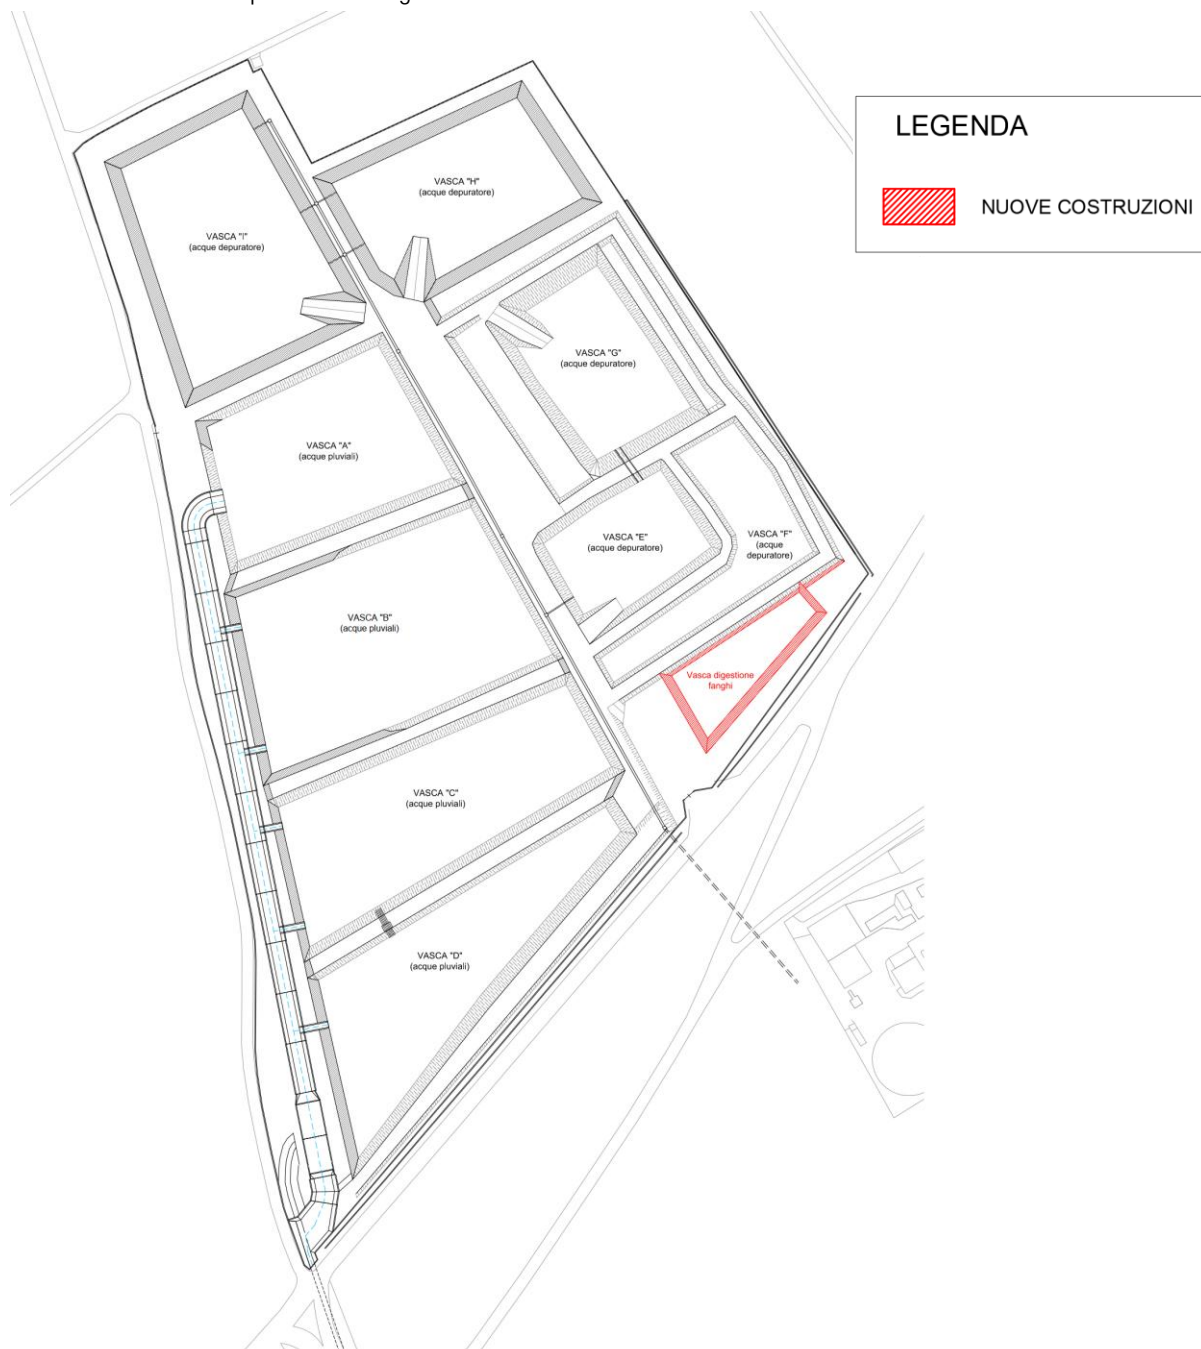 LEGENDA
NUOVE COSTRUZIONI
VASCA "H"
(acque depuratore)
VASCA "I"
(acque depuratore)
VASCA "G"
(acque depuratore)
VASCA "A"
(acque pluviali)
VASCA "E"
(acque depuratore)
VASCA "F"
(acque
depuratore)
VASCA "B"
(acque pluviali)
Vasca digestione
fanghi
VASCA "C"
(acque pluviali)
VASCA "D"
(acque pluviali)